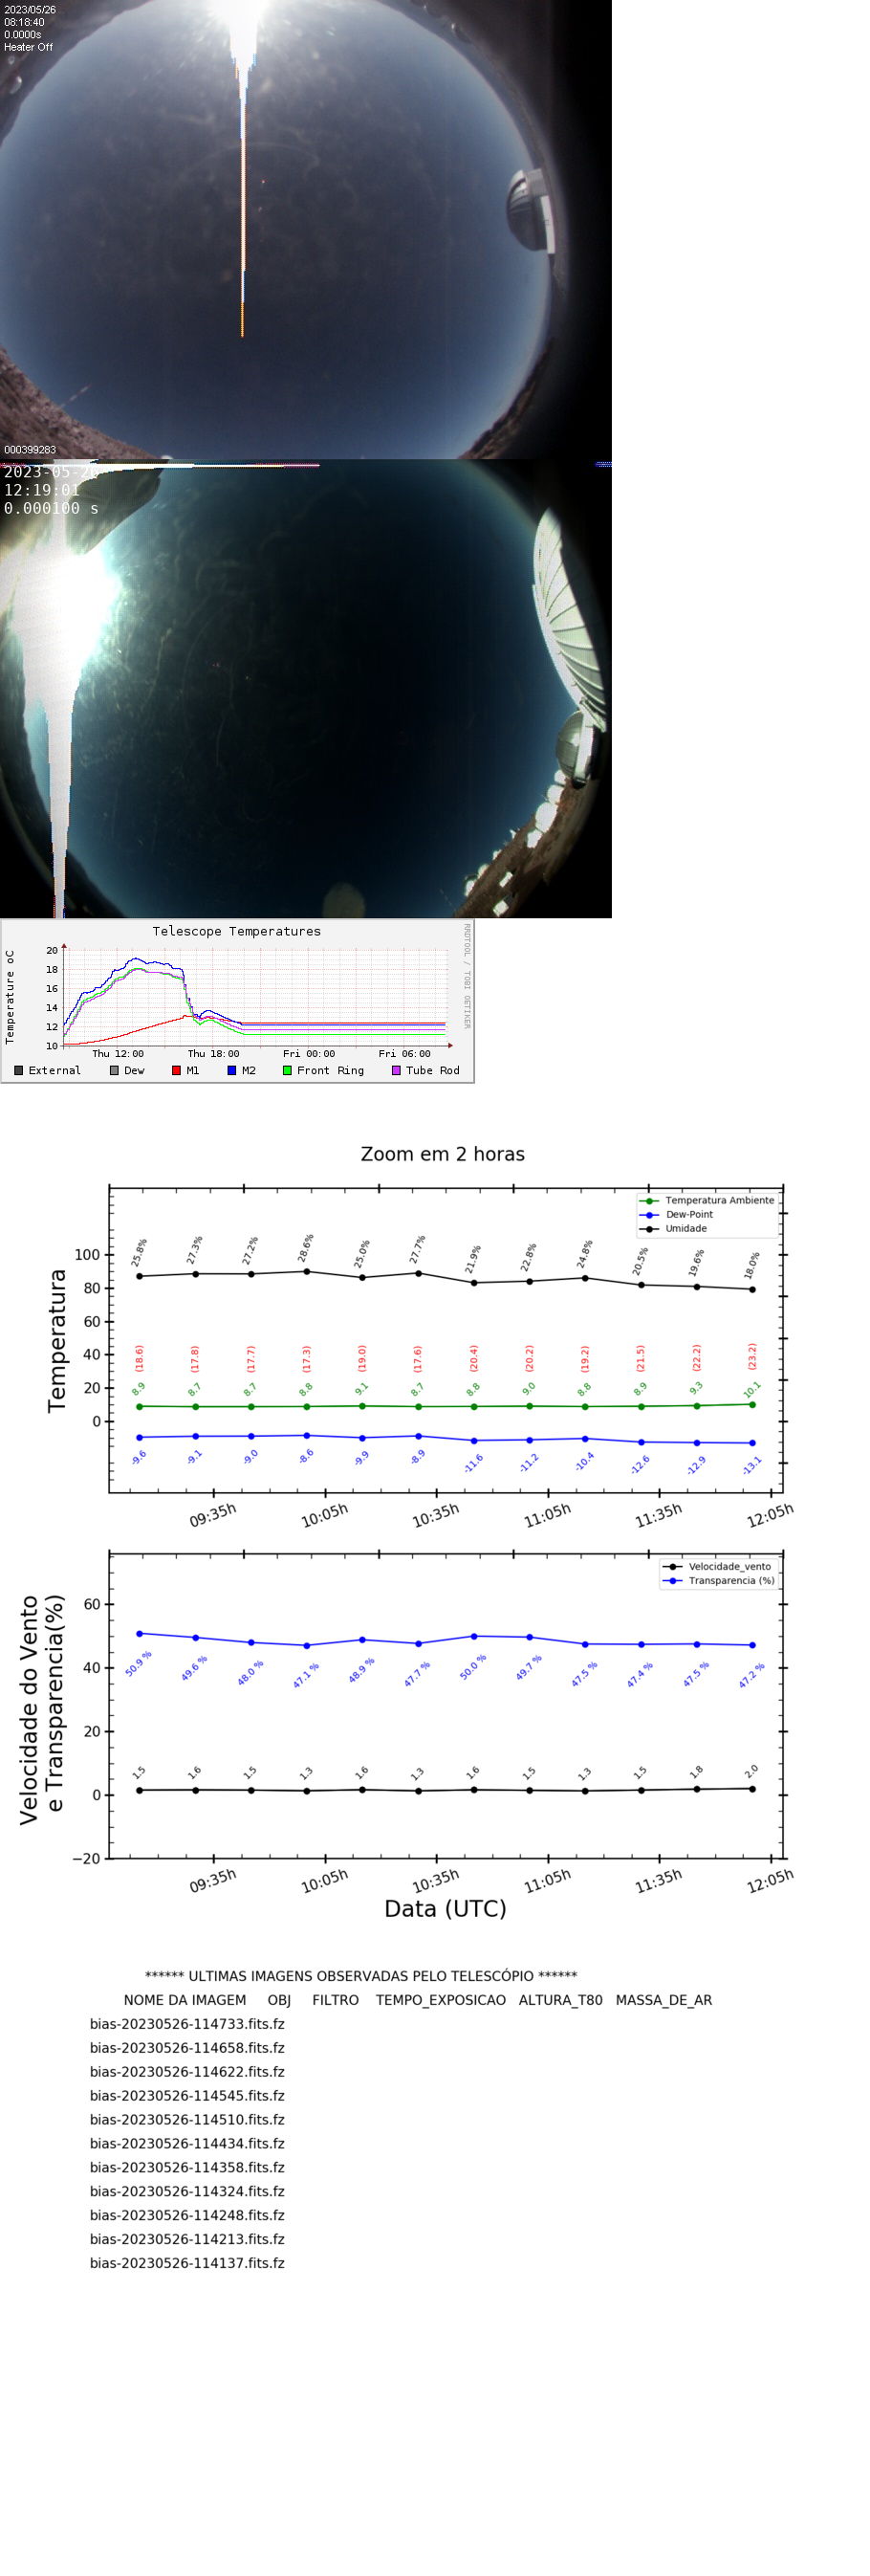 2023/05/26
08:18:40
0.0000s
Heater Off
000399283
2023-05-26
12:19:01
0.000100 s
Telescope Temperatures
RRDTOOL / TOBI OETIKER
Temperature oC
20
18
16
14
12
10
Thu 12:00 Thu 18:00 Fri 00:00 Fri 06:00
External Dew M1 M2 Front Ring Tube Rod
Zoom em 2 horas
Temperatura Ambiente
Dew-Point
Umidade
Temperatura
100
80
60
40
20
0
25.8% 27.3% 27.2% 28.6% 25.0% 27.7% 21.9% 22.8% 24.8% 20.5% 19.6% 18.0%
(18.6) (17.8) (17.7) (17.3) (19.0) (17.6) (20.4) (20.2) (19.2) (21.5) (22.2) (23.2)
8.9 8.7 8.7 8.8 9.1 8.7 8.8 9.0 8.8 8.9 9.3 10.1
-9.6 -9.1 -9.0 -8.6 -9.9 -8.9 -11.6 -11.2 -10.4 -12.6 -12.9 -13.1
09:35h 10:05h 10:35h 11:05h 11:35h 12:05h
Velocidade_vento
Transparencia (%)
Velocidade do Vento
e Transparencia(%)
60
40
20
0
−20
50.9 % 49.6 % 48.0 % 47.1 % 48.9 % 47.7 % 50.0 % 49.7 % 47.5 % 47.4 % 47.5 % 47.2 %
1.5 1.6 1.5 1.3 1.6 1.3 1.6 1.5 1.3 1.5 1.8 2.0
09:35h 10:05h 10:35h 11:05h 11:35h 12:05h
Data (UTC)
****** ULTIMAS IMAGENS OBSERVADAS PELO TELESCÓPIO ******
NOME DA IMAGEM OBJ FILTRO TEMPO_EXPOSICAO ALTURA_T80 MASSA_DE_AR
bias-20230526-114733.fits.fz
bias-20230526-114658.fits.fz
bias-20230526-114622.fits.fz
bias-20230526-114545.fits.fz
bias-20230526-114510.fits.fz
bias-20230526-114434.fits.fz
bias-20230526-114358.fits.fz
bias-20230526-114324.fits.fz
bias-20230526-114248.fits.fz
bias-20230526-114213.fits.fz
bias-20230526-114137.fits.fz